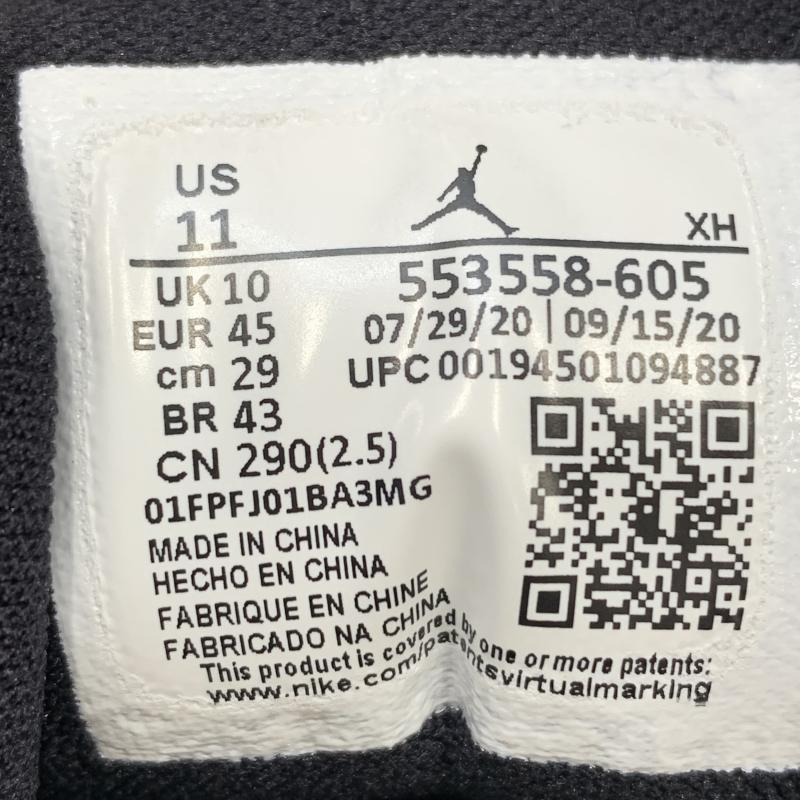 US
11
XH
UK 10
553558-605
EUR 45
07/29/20 | 09/15/20
cm 29
UPC 00194501094887
BR 43
CN 290(2.5)
01FPFJ01BA3MG
MADE IN CHINA
HECHO EN CHINA
FABRIQUE EN CHINE
FABRICADO NA CHINA
This product is covered by one or more patents:
www.nike.com/patentsvirtualmarking